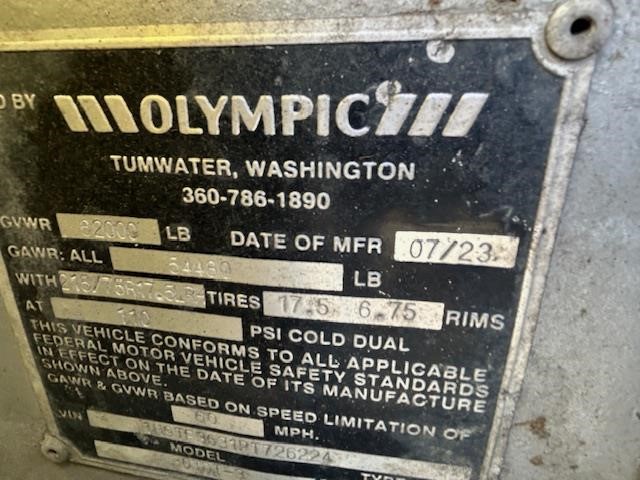 D BY OLYMPIC
TUMWATER, WASHINGTON
360-786-1890
GVWR 62000 LB DATE OF MFR 07/23
GAWR: ALL 54480 LB
WITH 215/75R17.5 TIRES 17.5 6.75 RIMS
AT 110 PSI COLD DUAL
THIS VEHICLE CONFORMS TO ALL APPLICABLE
FEDERAL MOTOR VEHICLE SAFETY STANDARDS
IN EFFECT ON THE DATE OF ITS MANUFACTURE
SHOWN ABOVE.
GAWR & GVWR BASED ON SPEED LIMITATION OF
60 MPH.
VIN
MODEL TYPE